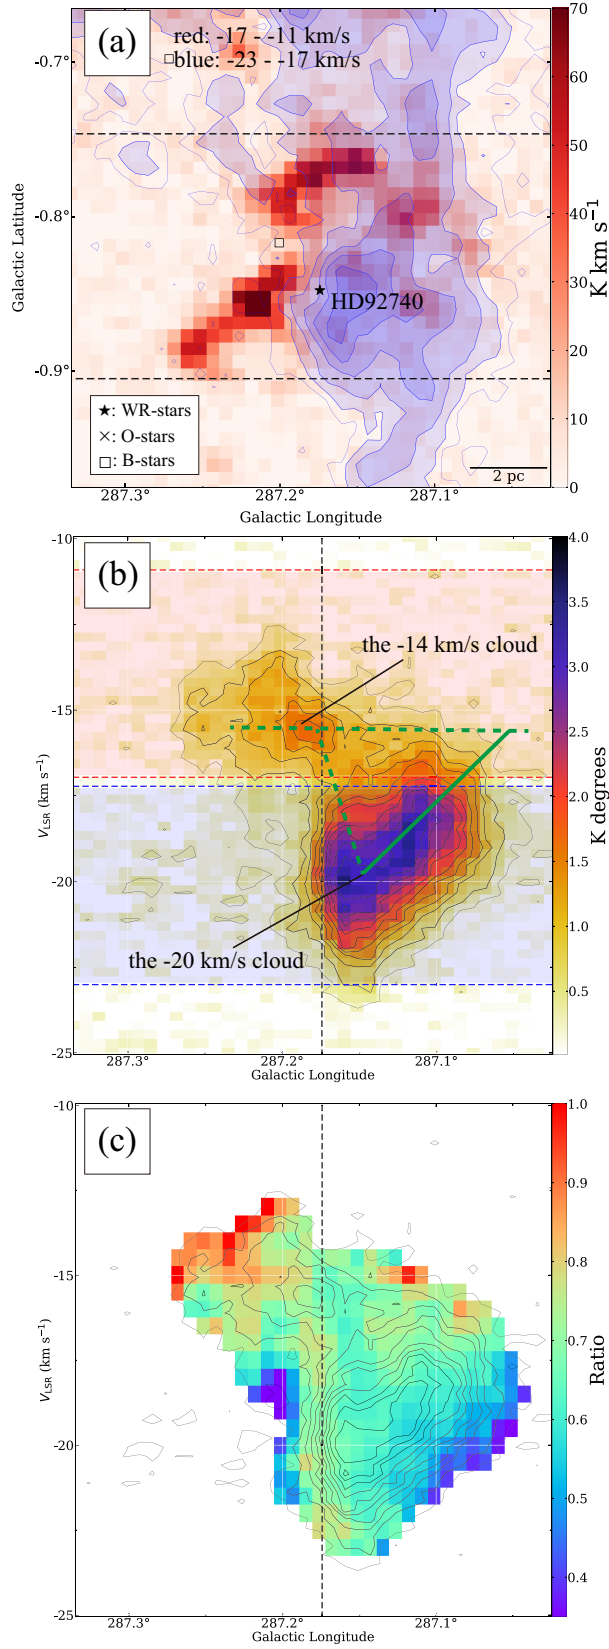 (a)
red: -17 - -11 km/s
blue: -23 - -17 km/s
-0.7°
-0.8°
-0.9°
Galactic Latitude
HD92740
★: WR-stars
×: O-stars
□: B-stars
2 pc
287.3° 287.2° 287.1°
Galactic Longitude
70
60
50
40
30
20
10
0
K km s⁻¹
(b)
-10
-15
-20
-25
V_LSR (km s⁻¹)
the -14 km/s cloud
the -20 km/s cloud
287.3° 287.2° 287.1°
Galactic Longitude
4.0
3.5
3.0
2.5
2.0
1.5
1.0
0.5
K degrees
(c)
-10
-15
-20
-25
V_LSR (km s⁻¹)
287.3° 287.2° 287.1°
Galactic Longitude
1.0
0.9
0.8
0.7
0.6
0.5
0.4
Ratio